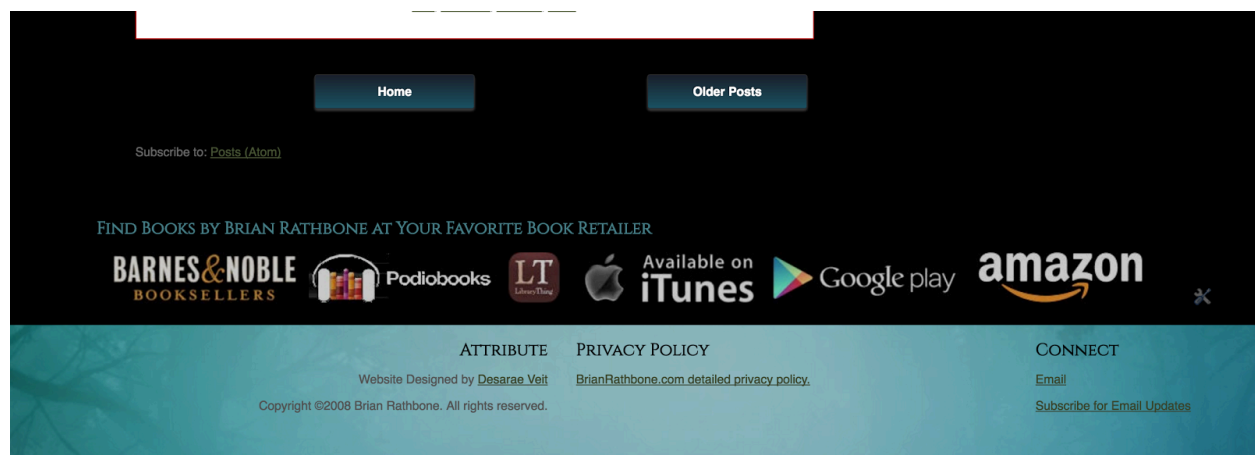 Home
Older Posts
Subscribe to: Posts (Atom)
Find Books by Brian Rathbone at Your Favorite Book Retailer
BARNES&NOBLE
BOOKSELLERS
Podiobooks
LT
LibraryThing
Available on
iTunes
Google play
amazon
Attribute
Website Designed by Desarae Veit
Copyright ©2008 Brian Rathbone. All rights reserved.
Privacy Policy
BrianRathbone.com detailed privacy policy.
Connect
Email
Subscribe for Email Updates